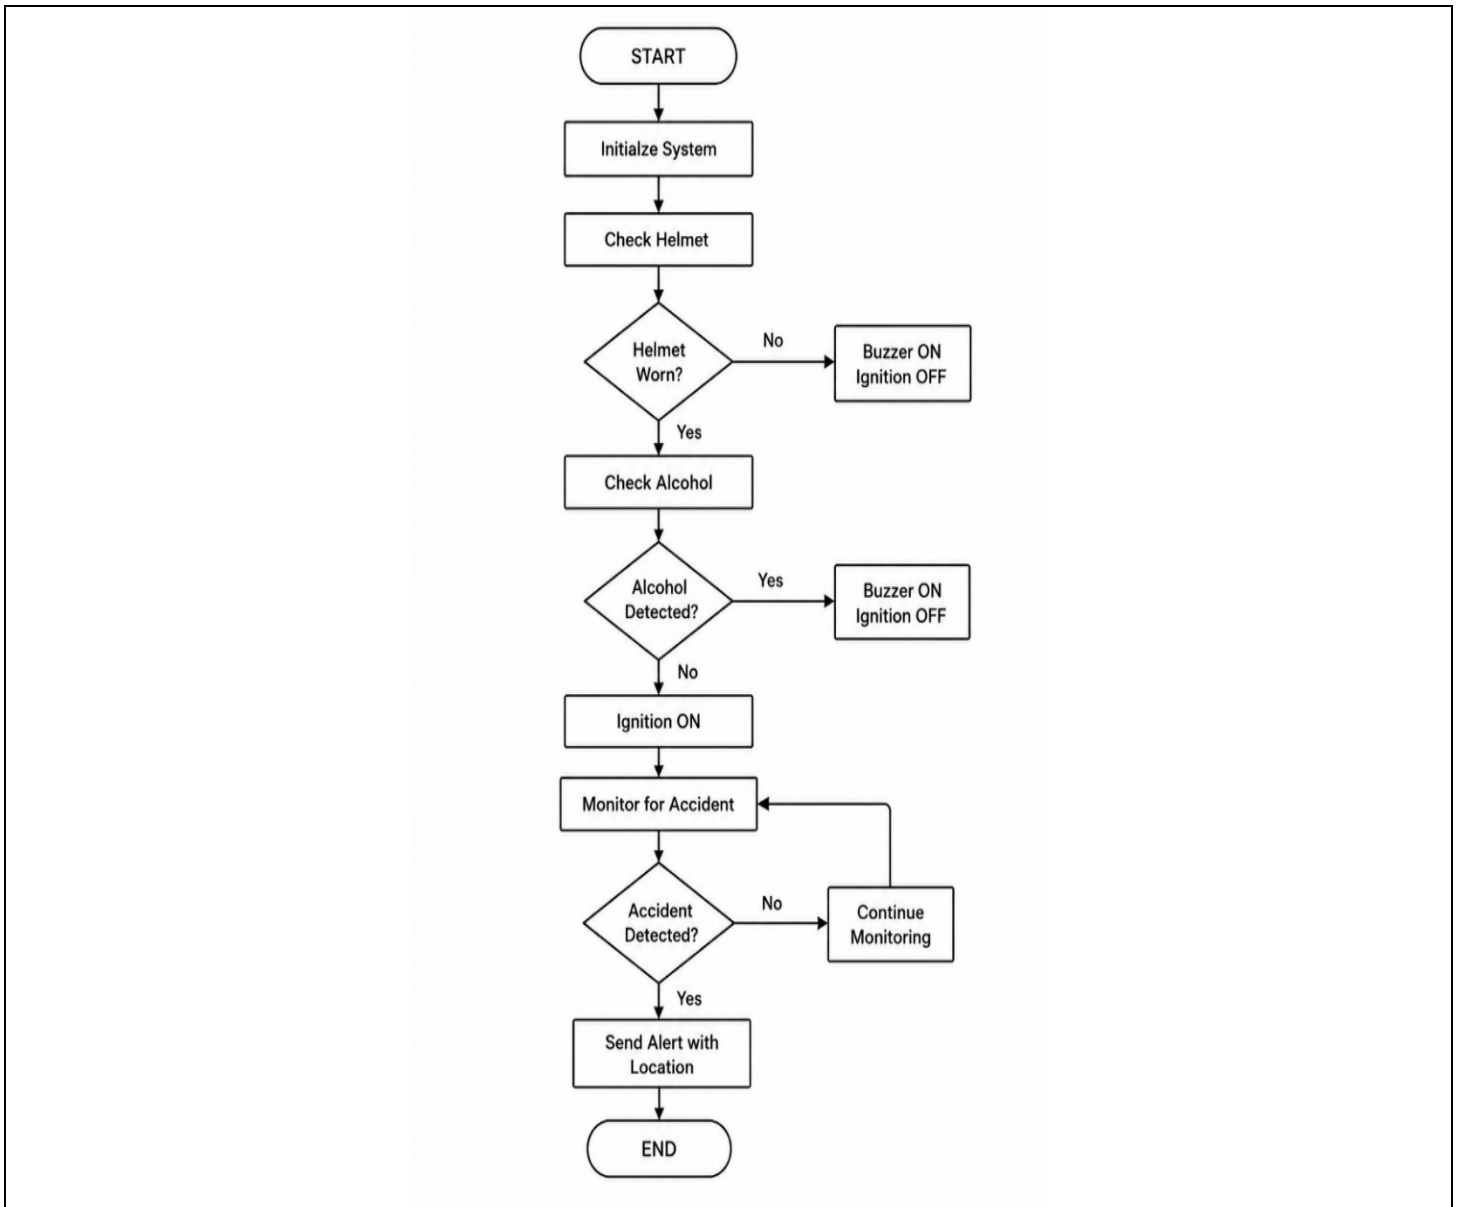 START
Initialze System
Check Helmet
Helmet
Worn?
No
Buzzer ON
Ignition OFF
Yes
Check Alcohol
Alcohol
Detected?
Yes
Buzzer ON
Ignition OFF
No
Ignition ON
Monitor for Accident
Accident
Detected?
No
Continue
Monitoring
Yes
Send Alert with
Location
END